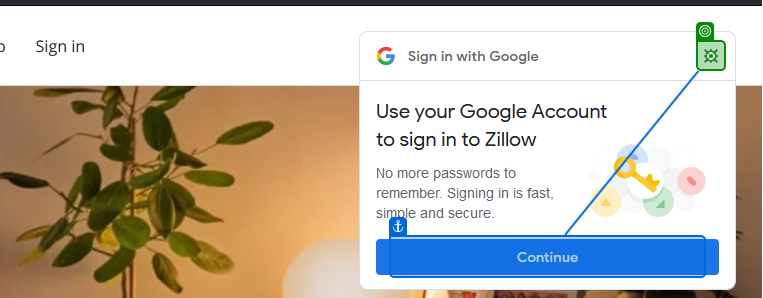 Sign in
Sign in with Google
Use your Google Account
to sign in to Zillow
No more passwords to
remember. Signing in is fast,
simple and secure.
Continue